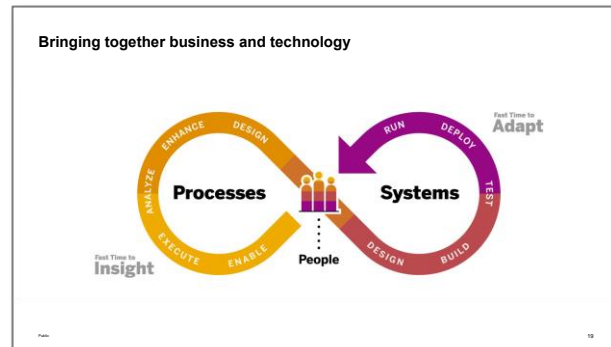 Bringing together business and technology
ENHANCE
DESIGN
ANALYZE
Processes
EXECUTE
ENABLE
Fast Time to
Insight
People
RUN
DEPLOY
TEST
Systems
DESIGN
BUILD
Fast Time to
Adapt
Public
19